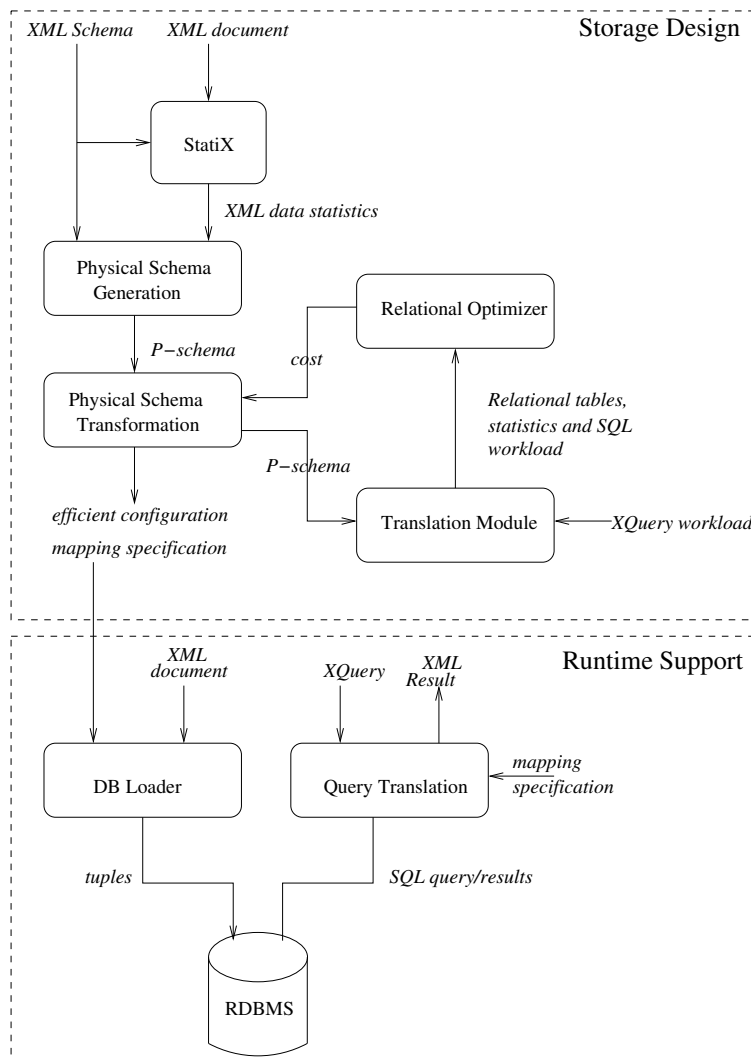 Storage Design
XML Schema
XML document
StatiX
XML data statistics
Physical Schema
Generation
Relational Optimizer
P-schema
cost
Physical Schema
Transformation
Relational tables,
statistics and SQL
workload
P-schema
efficient configuration
mapping specification
Translation Module
XQuery workload
Runtime Support
XML
document
XQuery
XML
Result
DB Loader
Query Translation
mapping
specification
tuples
SQL query/results
RDBMS